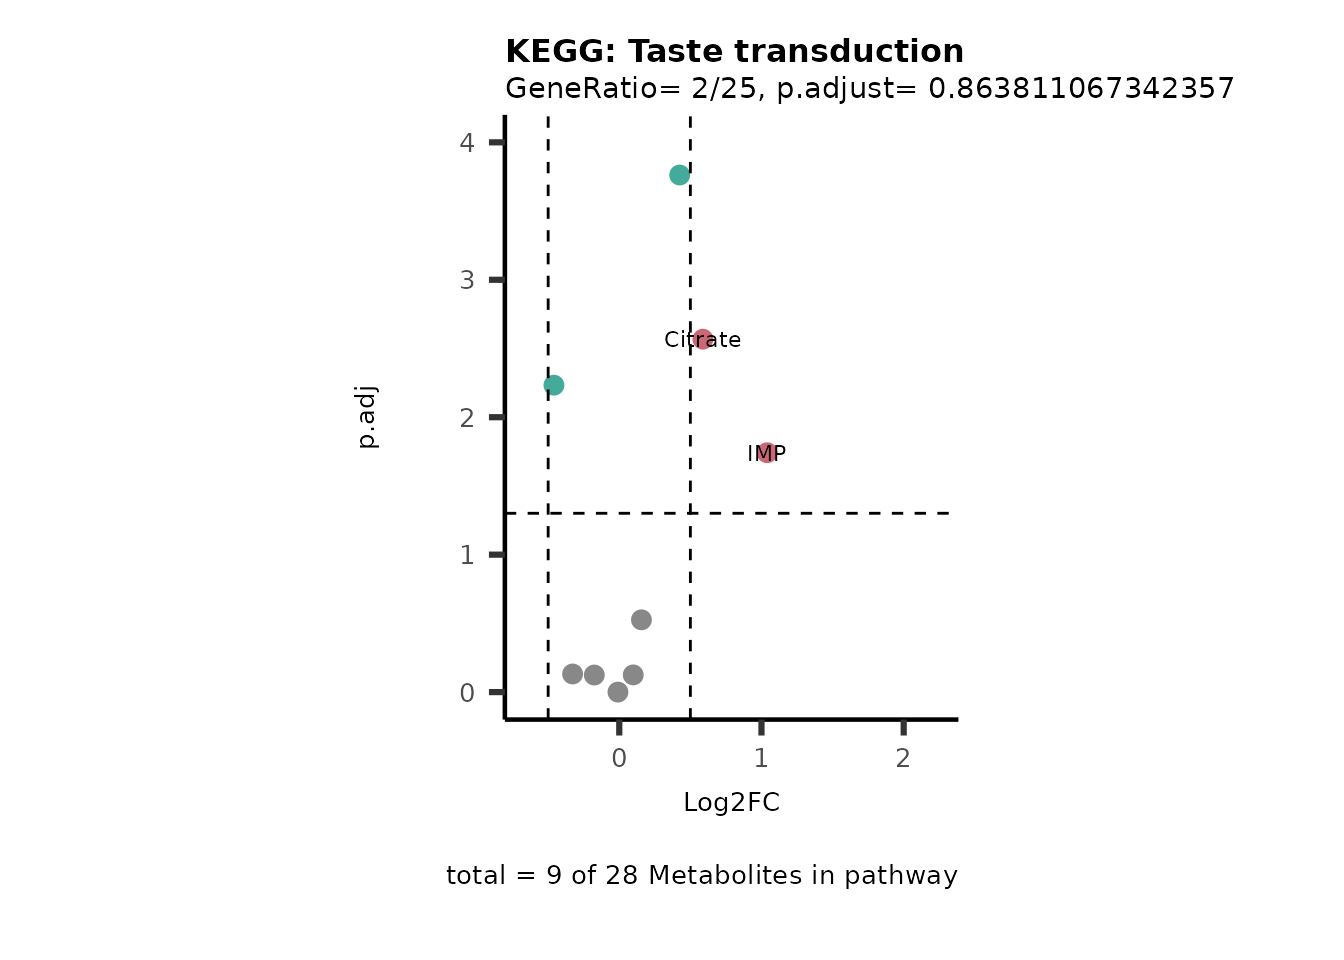 KEGG: Taste transduction
GeneRatio= 2/25, p.adjust= 0.863811067342357
4
3
2
1
0
p.adj
Citrate
IMP
0 1 2
Log2FC
total = 9 of 28 Metabolites in pathway